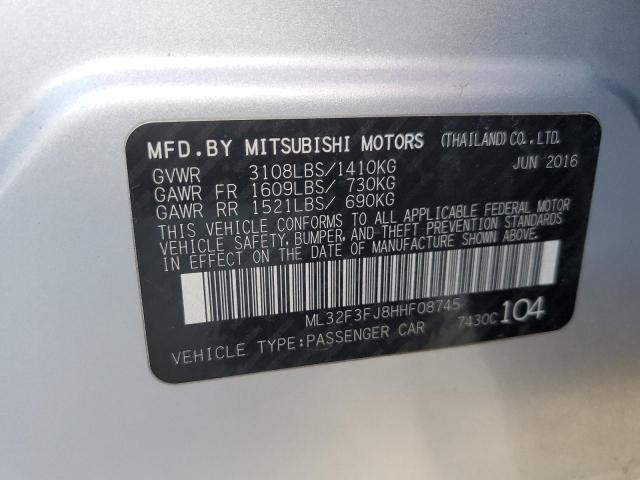 MFD.BY MITSUBISHI MOTORS (THAILAND) CO.,LTD.
JUN 2016
GVWR 3108LBS/1410KG
GAWR FR 1609LBS/ 730KG
GAWR RR 1521LBS/ 690KG
THIS VEHICLE CONFORMS TO ALL APPLICABLE FEDERAL MOTOR
VEHICLE SAFETY, BUMPER, AND THEFT PREVENTION STANDARDS
IN EFFECT ON THE DATE OF MANUFACTURE SHOWN ABOVE.
ML32F3FJ8HHF08745
VEHICLE TYPE:PASSENGER CAR 7430C 104